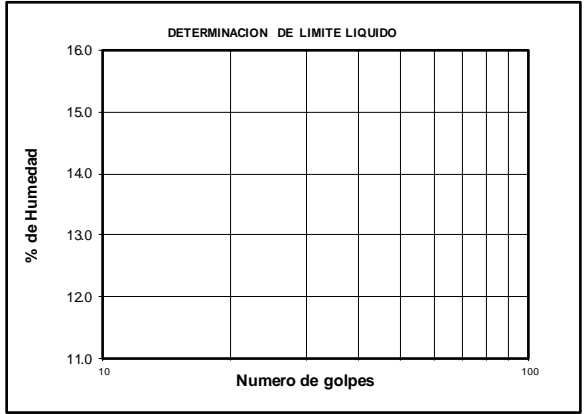 DETERMINACION DE LIMITE LIQUIDO
16.0
15.0
14.0
13.0
12.0
11.0
% de Humedad
10
100
Numero de golpes